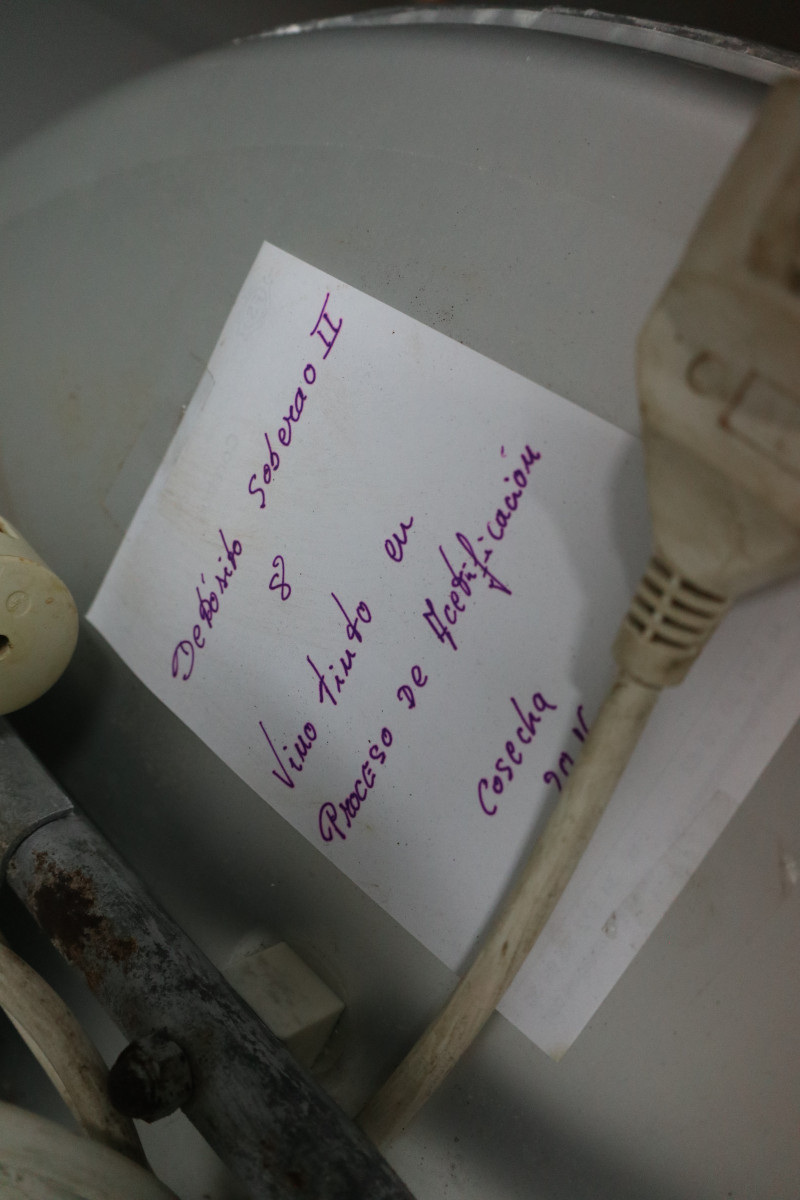 Depósito Soberao II
8
Vino tinto en
Proceso de Acetificación
Cosecha